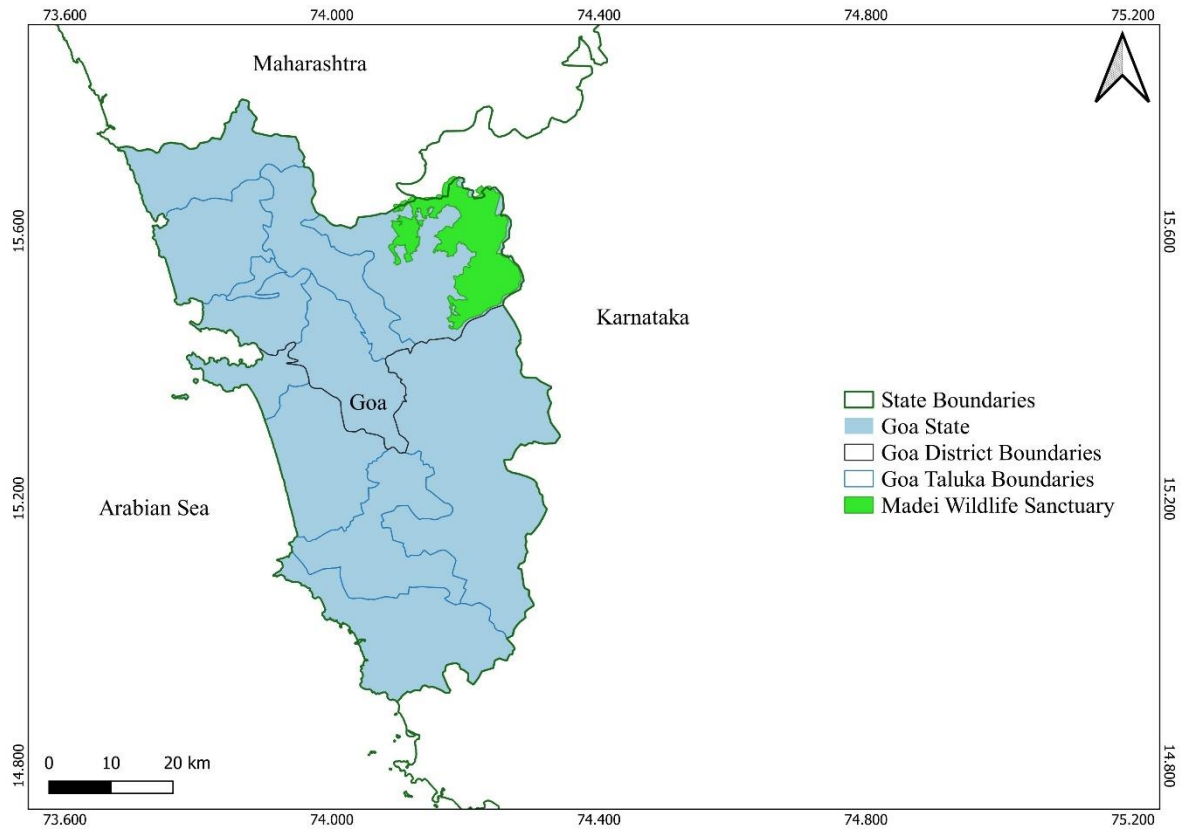 73.600 74.000 74.400 74.800 75.200
Maharashtra
15.600 15.600
Karnataka
Goa
State Boundaries
Goa State
Goa District Boundaries
Goa Taluka Boundaries
Madei Wildlife Sanctuary
15.200 15.200
Arabian Sea
14.800 14.800
0 10 20 km
73.600 74.000 74.400 74.800 75.200